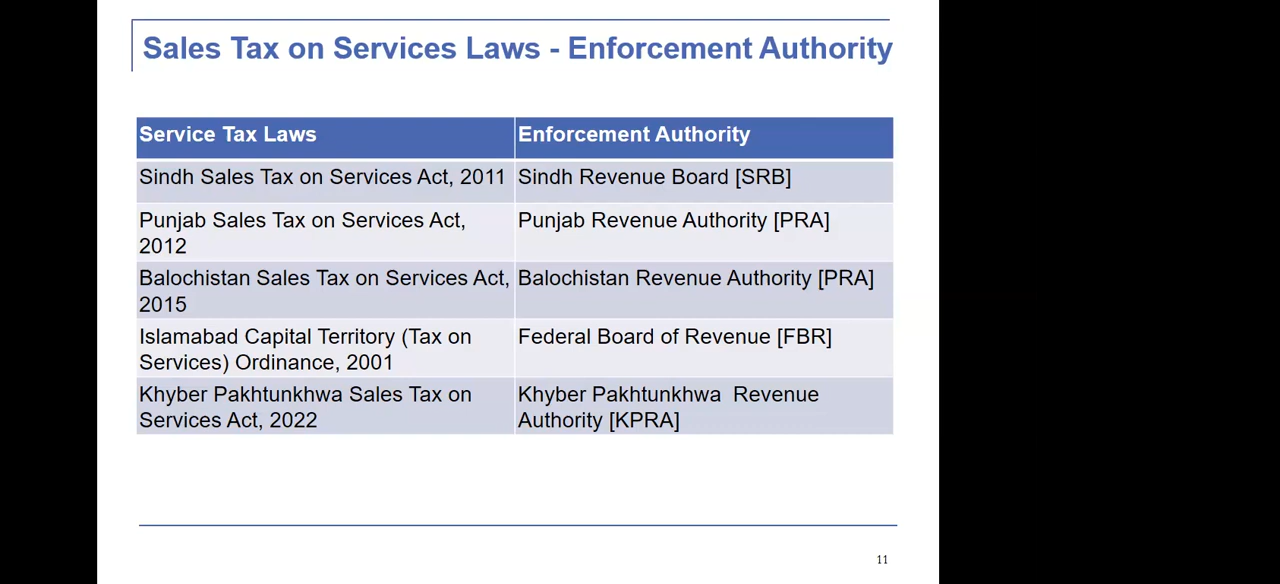 Sales Tax on Services Laws - Enforcement Authority
Service Tax Laws
Enforcement Authority
Sindh Sales Tax on Services Act, 2011
Sindh Revenue Board [SRB]
Punjab Sales Tax on Services Act,
2012
Punjab Revenue Authority [PRA]
Balochistan Sales Tax on Services Act,
2015
Balochistan Revenue Authority [PRA]
Islamabad Capital Territory (Tax on
Services) Ordinance, 2001
Federal Board of Revenue [FBR]
Khyber Pakhtunkhwa Sales Tax on
Services Act, 2022
Khyber Pakhtunkhwa  Revenue
Authority [KPRA]
11